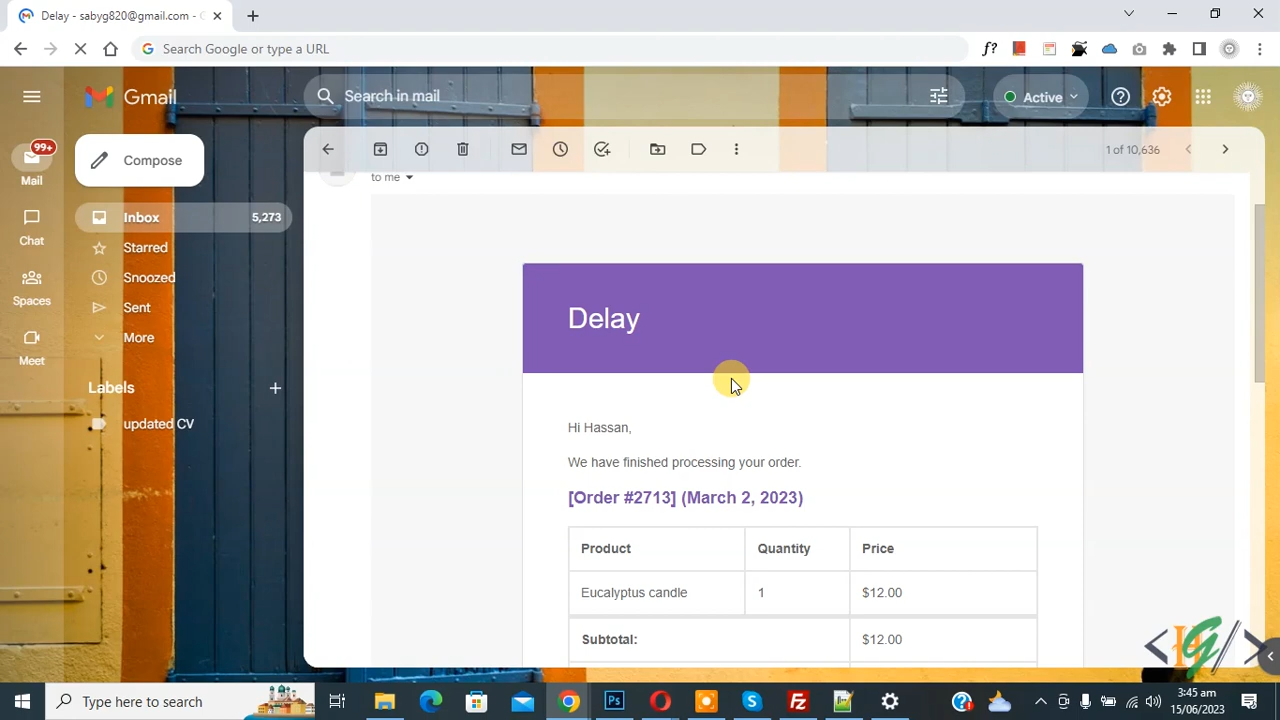 Delay - sabyg820@gmail.com - G
Search Google or type a URL
f?
Gmail
Search in mail
Active
99+
Mail
Compose
1 of 10,636
to me
Inbox 5,273
Chat
Starred
Snoozed
Spaces
Sent
More
Meet
Labels
updated CV
Delay
Hi Hassan,
We have finished processing your order.
[Order #2713] (March 2, 2023)
Product Quantity Price
Eucalyptus candle 1 $12.00
Subtotal: $12.00
Type here to search
Ps
3:45 am
15/06/2023